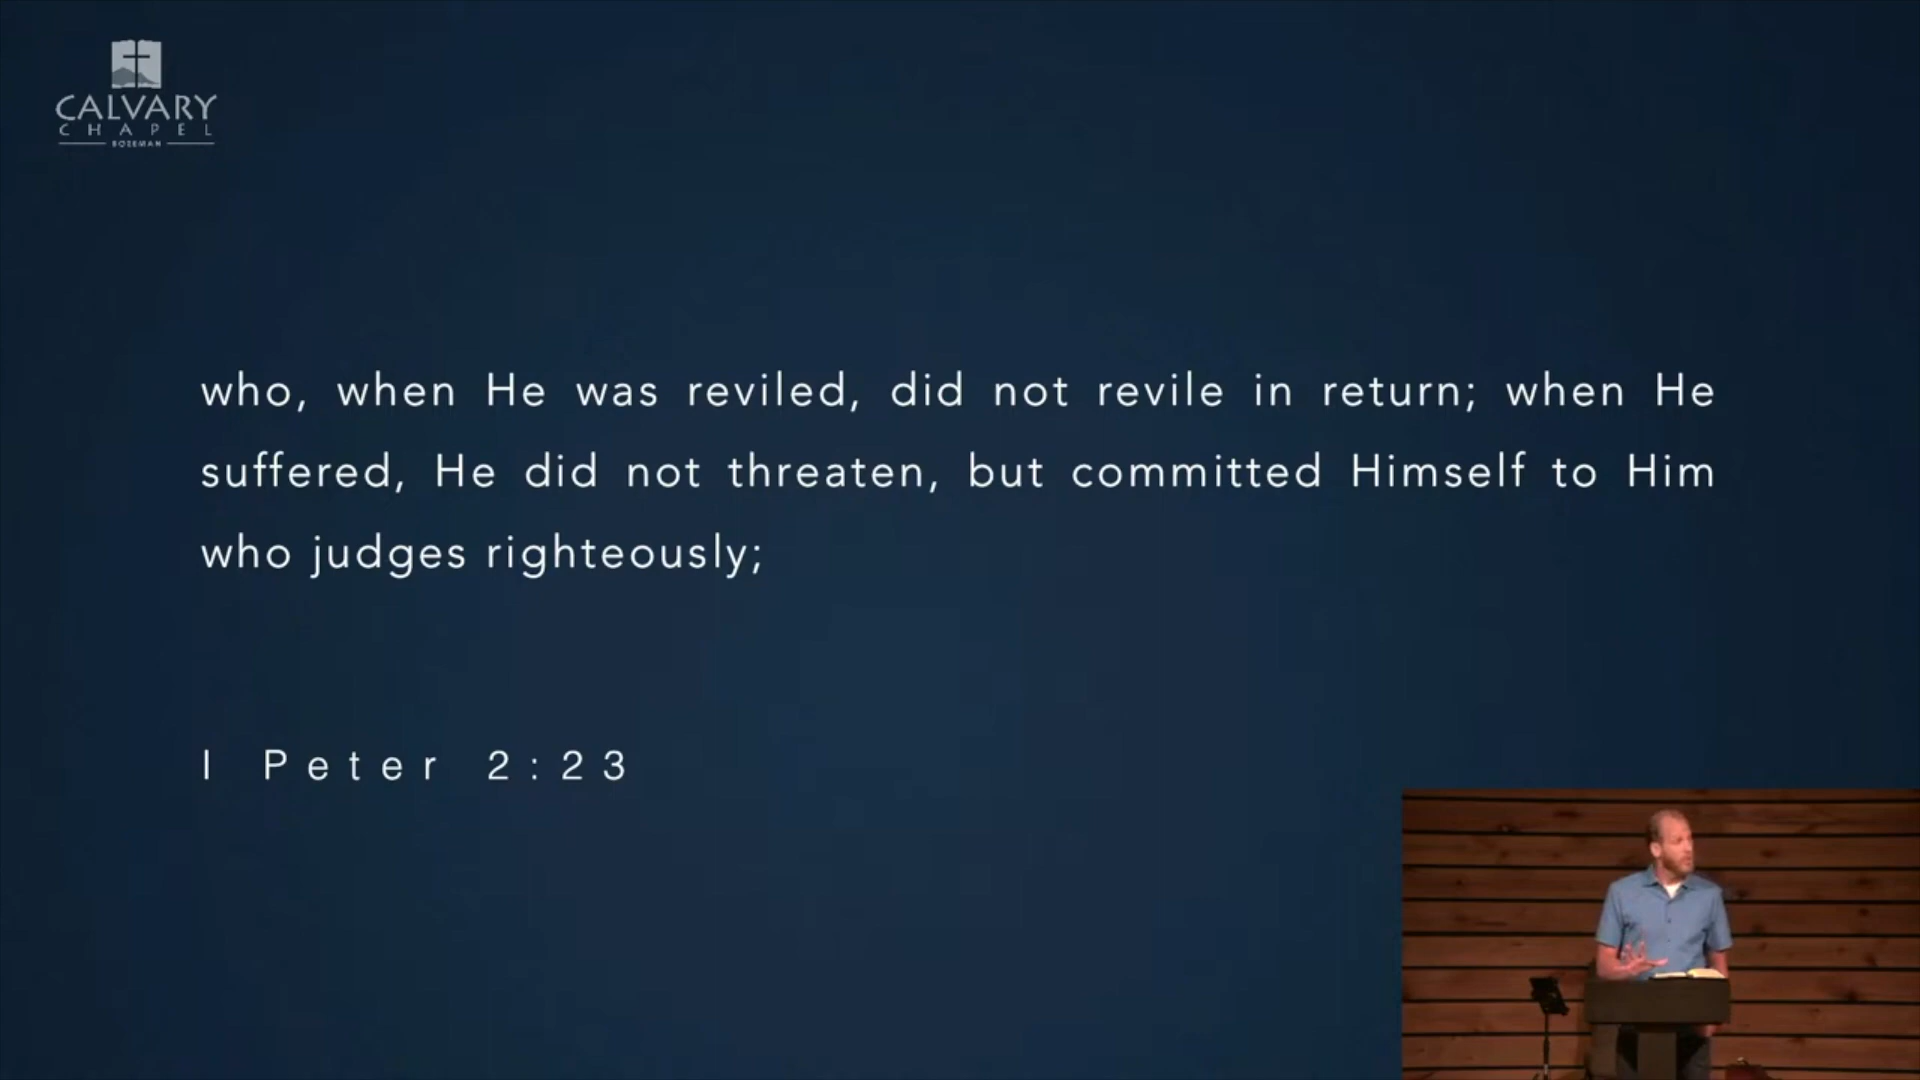 CALVARY
CHAPEL
BOZEMAN
who, when He was reviled, did not revile in return; when He
suffered, He did not threaten, but committed Himself to Him
who judges righteously;
I Peter 2:23